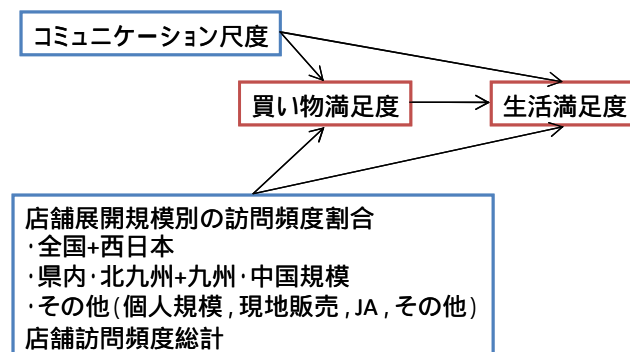 コミュニケーション尺度
買い物満足度
生活満足度
店舗展開規模別の訪問頻度割合
・全国+西日本
・県内・北九州+九州・中国規模
・その他(個人規模,現地販売,JA,その他)
店舗訪問頻度総計